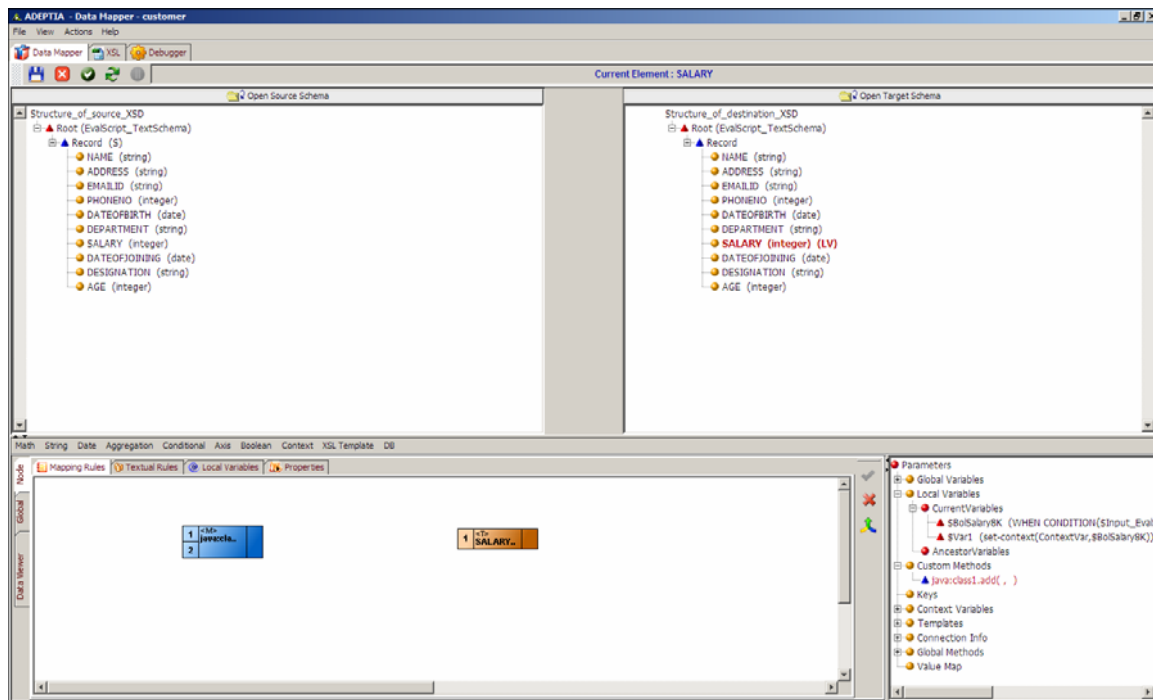 ADEPTIA - Data Mapper - customer
File View Actions Help
Data Mapper XSL Debugger
Current Element : SALARY
Open Source Schema
Structure_of_source_XSD
Root (EvalScript_TextSchema)
Record ($)
NAME (string)
ADDRESS (string)
EMAILID (string)
PHONENO (integer)
DATEOFBIRTH (date)
DEPARTMENT (string)
SALARY (integer)
DATEOFJOINING (date)
DESIGNATION (string)
AGE (integer)
Open Target Schema
Structure_of_destination_XSD
Root (EvalScript_TextSchema)
Record
NAME (string)
ADDRESS (string)
EMAILID (string)
PHONENO (integer)
DATEOFBIRTH (date)
DEPARTMENT (string)
SALARY (integer) (LV)
DATEOFJOINING (date)
DESIGNATION (string)
AGE (integer)
Math String Date Aggregation Conditional Axis Boolean Context XSL Template DB
Node
Global
Data Viewer
Mapping Rules Textual Rules Local Variables Properties
1 <M>
java:cla..
2
1 <T>
SALARY..
Parameters
Global Variables
Local Variables
CurrentVariables
$BolSalary8K (WHEN CONDITION($Input_Eval
$Var1 (set-context(ContextVar,$BolSalary8K))
AncestorVariables
Custom Methods
java:class1.add( , )
Keys
Context Variables
Templates
Connection Info
Global Methods
Value Map